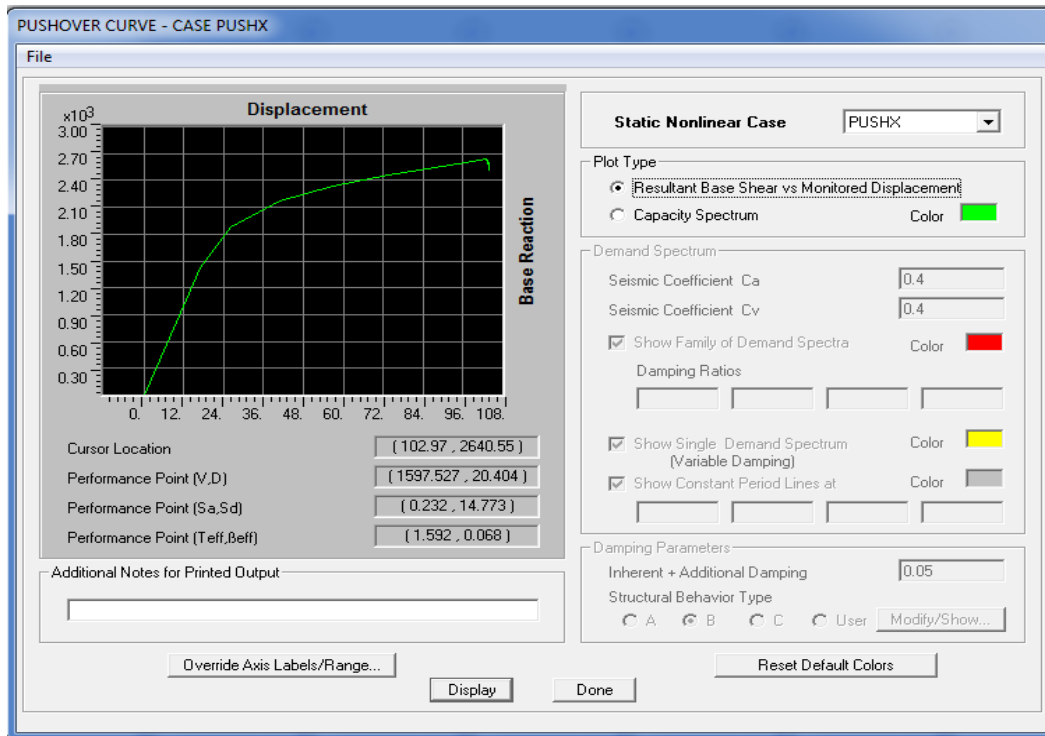 PUSHOVER CURVE - CASE PUSHX
File
Displacement
x10 3
3.00
2.70
2.40
2.10
1.80
1.50
1.20
0.90
0.60
0.30
Base Reaction
0. 12. 24. 36. 48. 60. 72. 84. 96. 108.
Cursor Location ( 102.97 , 2640.55 )
Performance Point (V,D) ( 1597.527 , 20.404 )
Performance Point (Sa,Sd) ( 0.232 , 14.773 )
Performance Point (Teff,βeff) ( 1.592 , 0.068 )
Additional Notes for Printed Output
Override Axis Labels/Range...
Static Nonlinear Case PUSHX
Plot Type
Resultant Base Shear vs Monitored Displacement
Capacity Spectrum Color
Demand Spectrum
Seismic Coefficient Ca 0.4
Seismic Coefficient Cv 0.4
Show Family of Demand Spectra Color
Damping Ratios
Show Single Demand Spectrum Color
(Variable Damping)
Show Constant Period Lines at Color
Damping Parameters
Inherent + Additional Damping 0.05
Structural Behavior Type
A B C User Modify/Show...
Reset Default Colors
Display Done